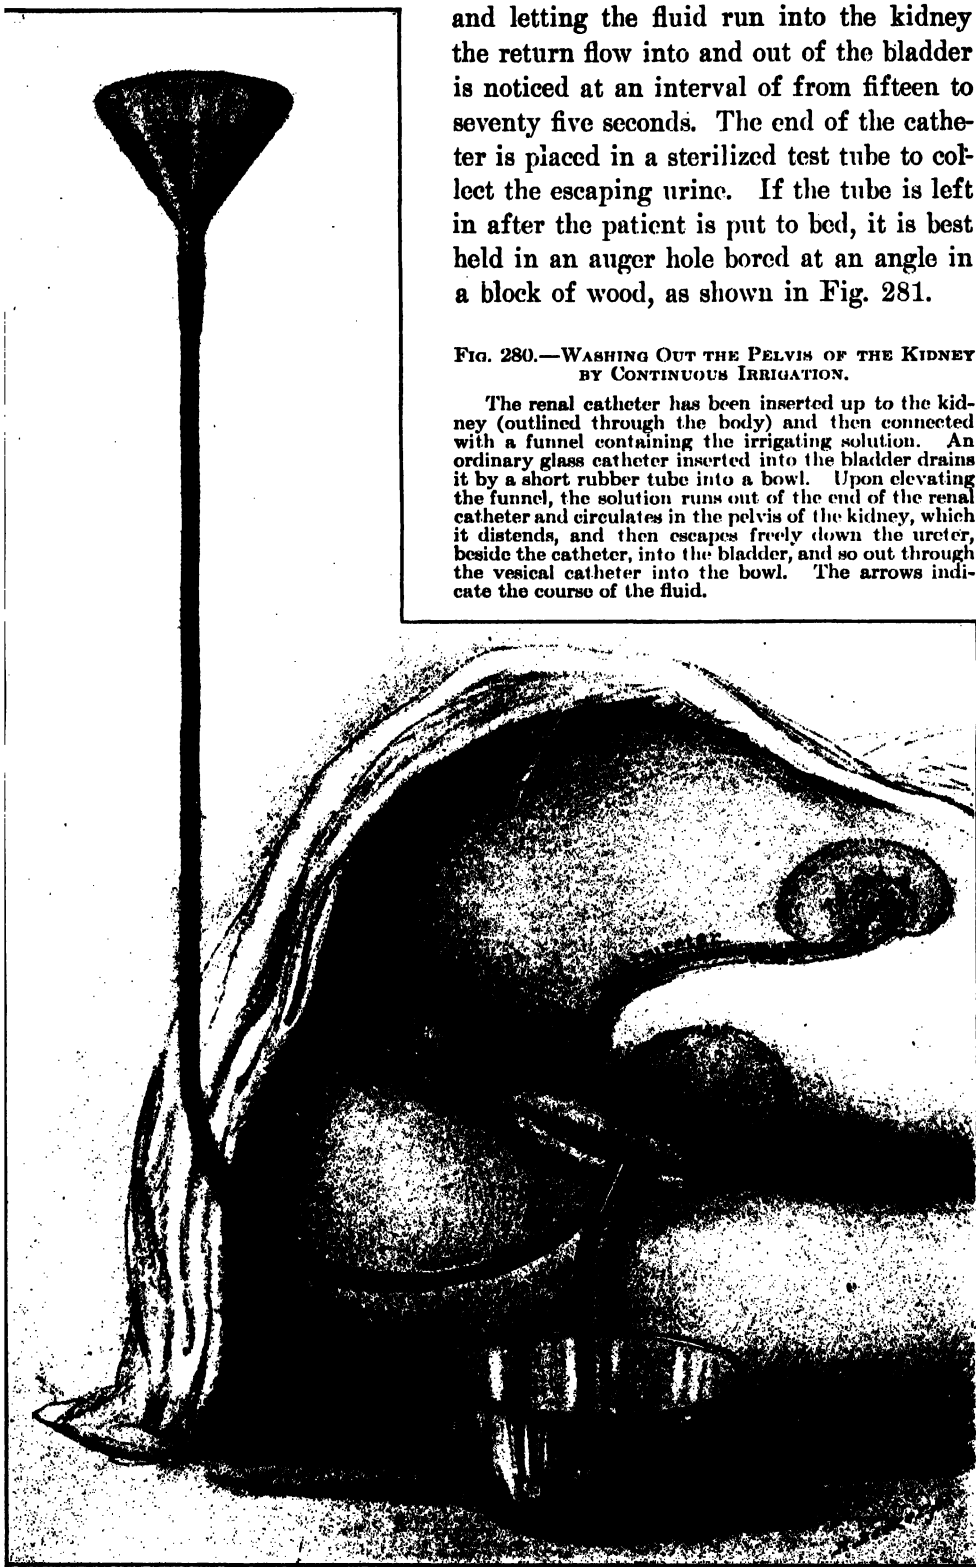 and letting the fluid run into the kidney
the return flow into and out of the bladder
is noticed at an interval of from fifteen to
seventy five seconds. The end of the cathe-
ter is placed in a sterilized test tube to col-
lect the escaping urine. If the tube is left
in after the patient is put to bed, it is best
held in an auger hole bored at an angle in
a block of wood, as shown in Fig. 281.
Fig. 280.—Washing Out the Pelvis of the Kidney
by Continuous Irrigation.
The renal catheter has been inserted up to the kid-
ney (outlined through the body) and then connected
with a funnel containing the irrigating solution. An
ordinary glass catheter inserted into the bladder drains
it by a short rubber tube into a bowl. Upon elevating
the funnel, the solution runs out of the end of the renal
catheter and circulates in the pelvis of the kidney, which
it distends, and then escapes freely down the ureter,
beside the catheter, into the bladder, and so out through
the vesical catheter into the bowl. The arrows indi-
cate the course of the fluid.